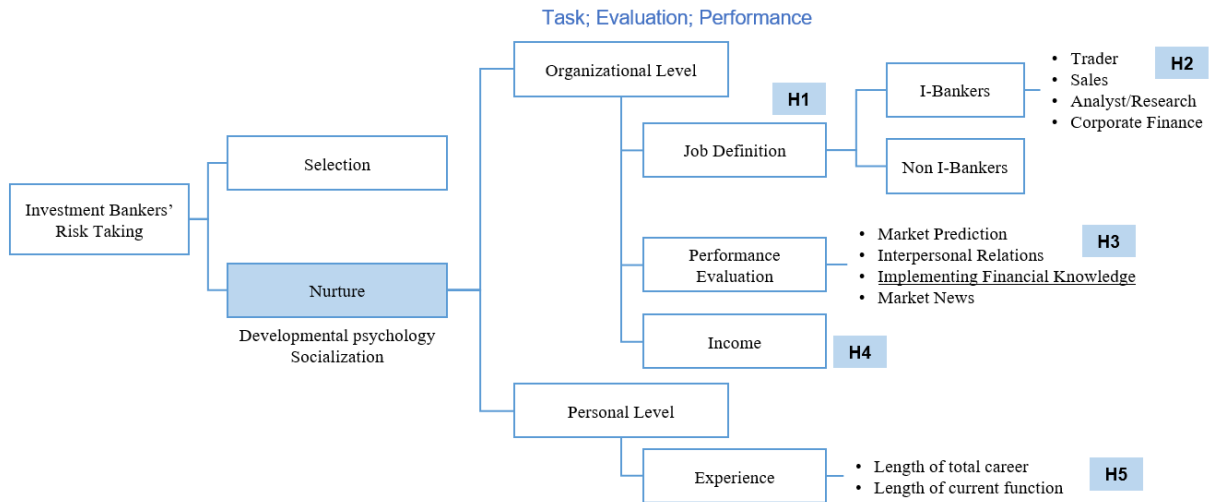 Task; Evaluation; Performance
Organizational Level
H1
I-Bankers
• Trader
• Sales
• Analyst/Research
• Corporate Finance
H2
Selection
Job Definition
Non I-Bankers
Investment Bankers’
Risk Taking
Nurture
Developmental psychology
Socialization
Performance
Evaluation
• Market Prediction
• Interpersonal Relations
• Implementing Financial Knowledge
• Market News
H3
Income
H4
Personal Level
Experience
• Length of total career
• Length of current function
H5